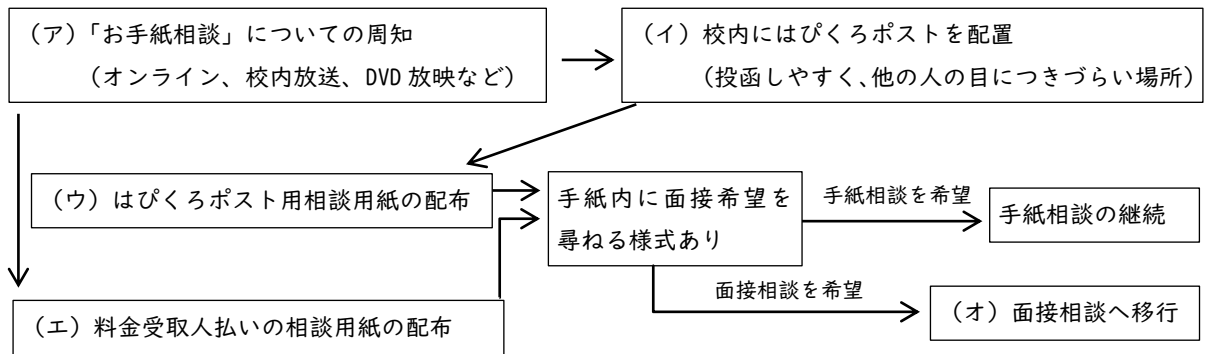 （ア）「お手紙相談」についての周知
（オンライン、校内放送、DVD 放映など）
（イ）校内にはぴくろポストを配置
（投函しやすく、他の人の目につきづらい場所）
（ウ）はぴくろポスト用相談用紙の配布
手紙内に面接希望を
尋ねる様式あり
手紙相談を希望
手紙相談の継続
面接相談を希望
（エ）料金受取人払いの相談用紙の配布
（オ）面接相談へ移行